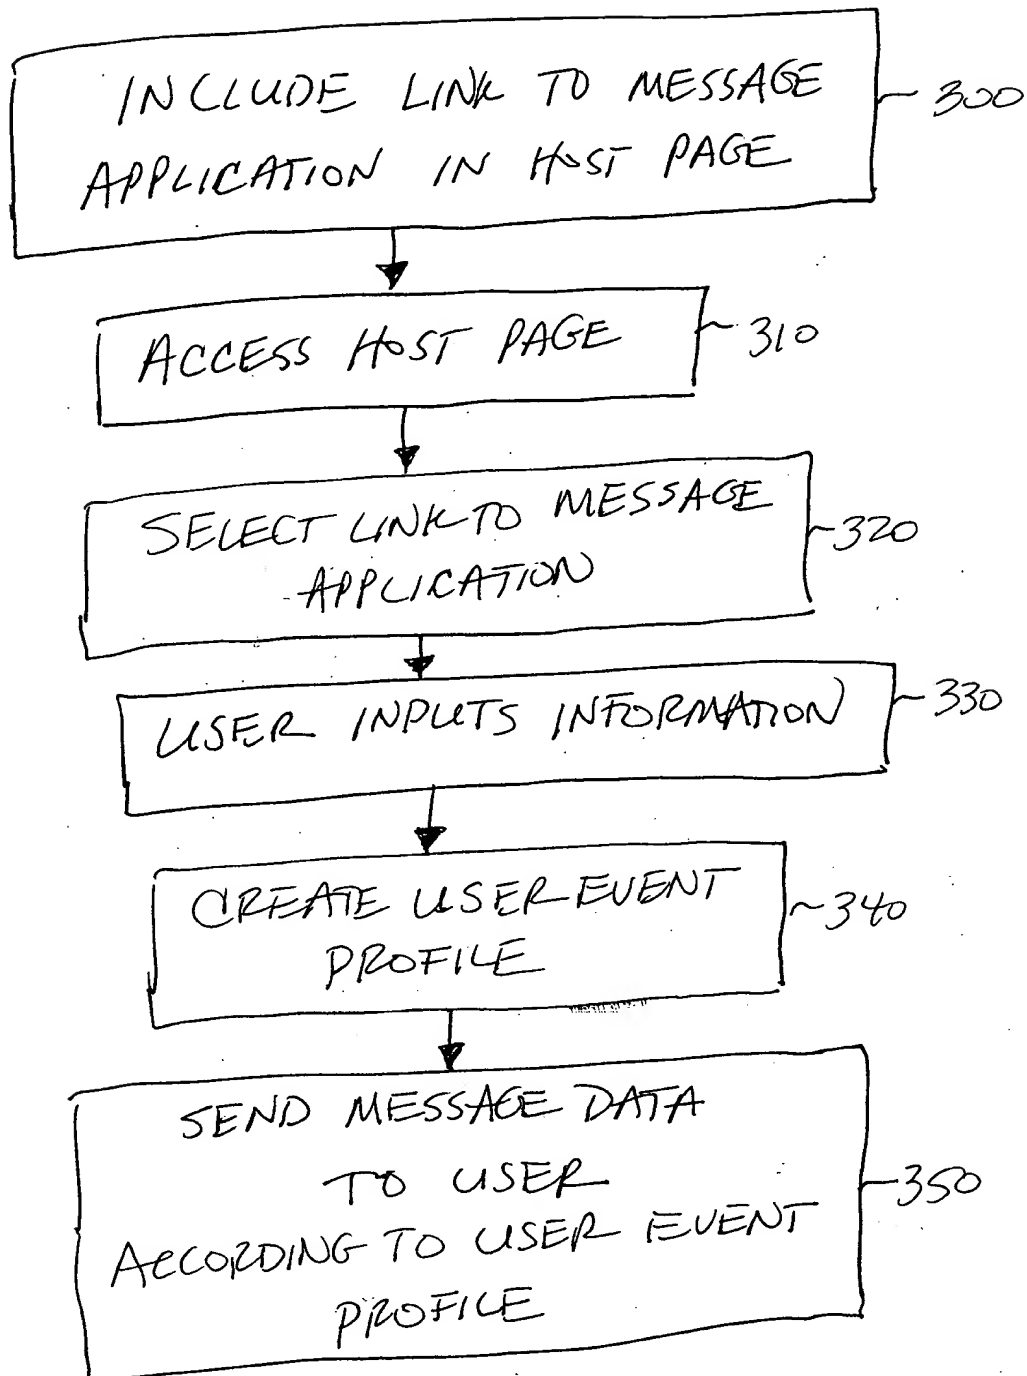 INCLUDE LINK TO MESSAGE
APPLICATION IN HOST PAGE
300
ACCESS HOST PAGE
310
SELECT LINK TO MESSAGE
APPLICATION
320
USER INPUTS INFORMATION
330
CREATE USER EVENT
PROFILE
340
SEND MESSAGE DATA
TO USER
ACCORDING TO USER EVENT
PROFILE
350